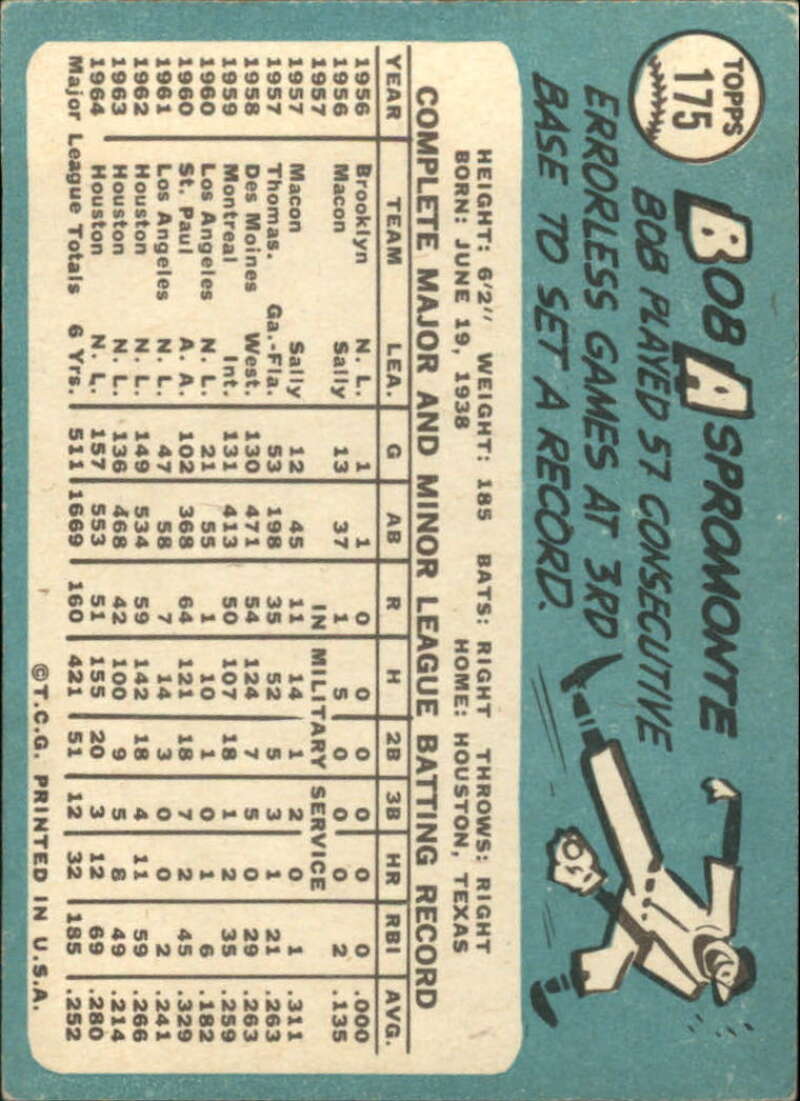 TOPPS
175
BOB ASPROMONTE
BOB PLAYED 57 CONSECUTIVE
ERRORLESS GAMES AT 3RD
BASE TO SET A RECORD.
HEIGHT: 6'2" WEIGHT: 185 BATS: RIGHT THROWS: RIGHT
BORN: JUNE 19, 1938 HOME: HOUSTON, TEXAS
COMPLETE MAJOR AND MINOR LEAGUE BATTING RECORD
YEAR TEAM LEA. G AB R H 2B 3B HR RBI AVG.
1956 Brooklyn N. L. 1 1 0 0 0 0 0 0 .000
1956 Macon Sally 13 37 1 5 0 0 0 2 .135
1957 IN MILITARY SERVICE
1957 Macon Sally 12 45 11 14 1 2 0 1 .311
1957 Thomas. Ga.-Fla. 53 198 35 52 5 3 1 21 .263
1958 Des Moines West. 130 471 54 124 7 5 0 29 .263
1959 Montreal Int. 131 413 50 107 18 1 2 35 .259
1960 Los Angeles N. L. 21 55 1 10 1 0 1 6 .182
1960 St. Paul A. A. 102 368 64 121 18 7 2 45 .329
1961 Los Angeles N. L. 47 58 7 14 3 0 0 2 .241
1962 Houston N. L. 149 534 59 142 18 4 11 59 .266
1963 Houston N. L. 136 468 42 100 9 5 8 49 .214
1964 Houston N. L. 157 553 51 155 20 3 12 69 .280
Major League Totals 6 Yrs. 511 1669 160 421 51 12 32 185 .252
©T.C.G. PRINTED IN U.S.A.